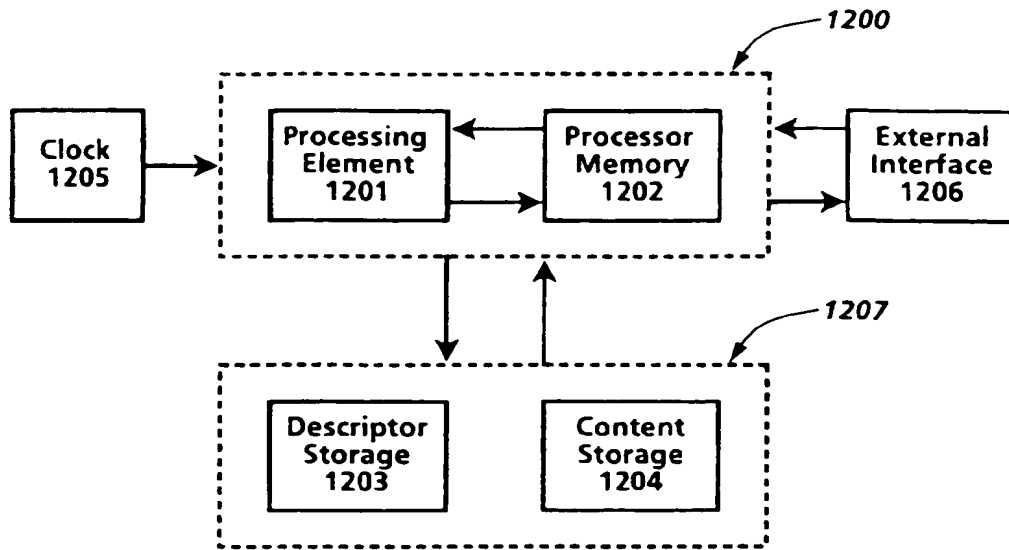 1200
Clock
1205
Processing
Element
1201
Processor
Memory
1202
External
Interface
1206
1207
Descriptor
Storage
1203
Content
Storage
1204